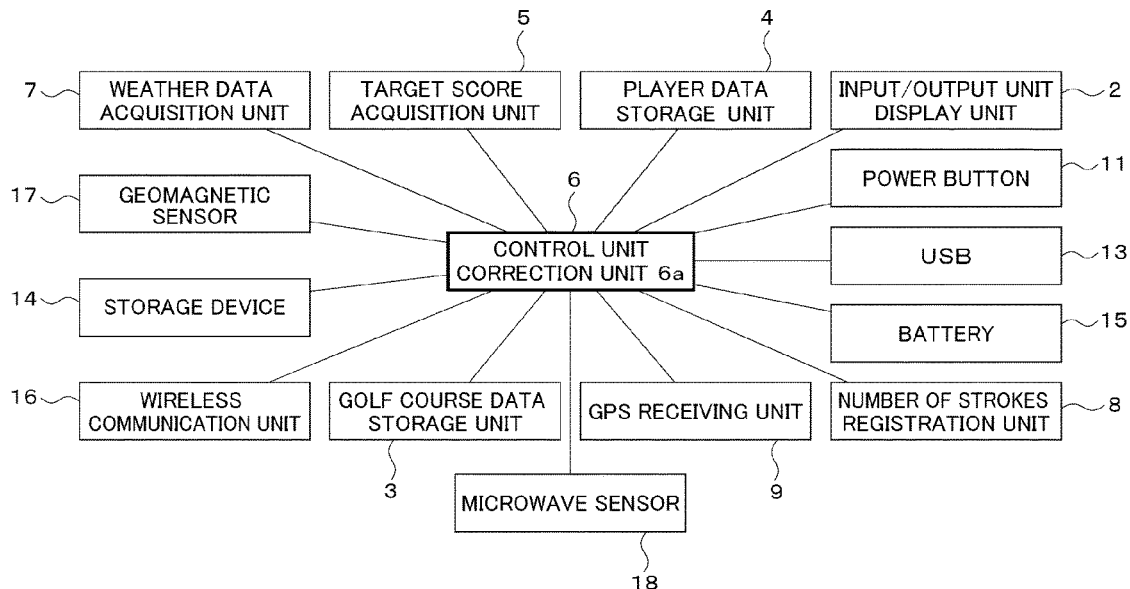 5
4
7
WEATHER DATA
ACQUISITION UNIT
TARGET SCORE
ACQUISITION UNIT
PLAYER DATA
STORAGE UNIT
INPUT/OUTPUT UNIT
DISPLAY UNIT
2
17
GEOMAGNETIC
SENSOR
6
POWER BUTTON
11
CONTROL UNIT
CORRECTION UNIT 6a
USB
13
14
STORAGE DEVICE
BATTERY
15
16
WIRELESS
COMMUNICATION UNIT
GOLF COURSE DATA
STORAGE UNIT
GPS RECEIVING UNIT
NUMBER OF STROKES
REGISTRATION UNIT
8
3
MICROWAVE SENSOR
9
18